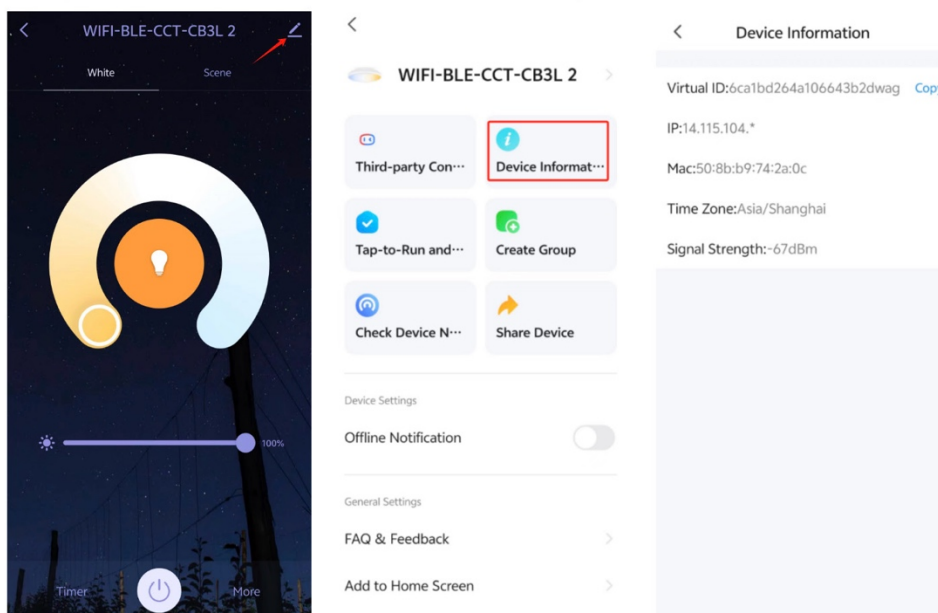 WIFI-BLE-CCT-CB3L 2
White Scene
100%
Timer More
WIFI-BLE-CCT-CB3L 2
Third-party Con···
Device Informat···
Tap-to-Run and···
Create Group
Check Device N···
Share Device
Device Settings
Offline Notification
General Settings
FAQ & Feedback
Add to Home Screen
Device Information
Virtual ID:6ca1bd264a106643b2dwag Copy
IP:14.115.104.*
Mac:50:8b:b9:74:2a:0c
Time Zone:Asia/Shanghai
Signal Strength:-67dBm